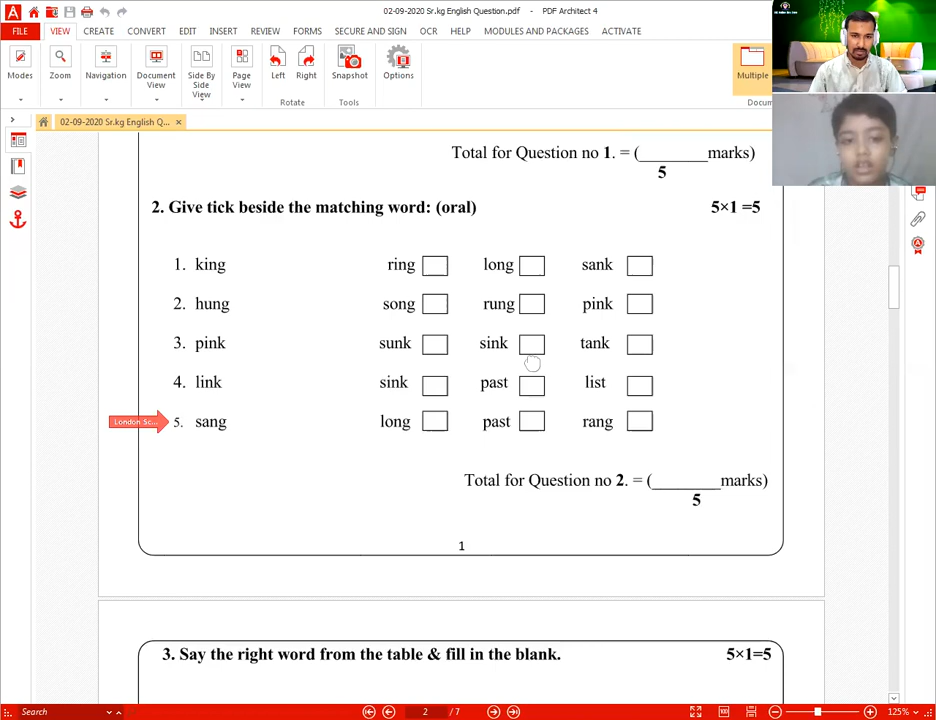 02-09-2020 Sr.kg English Question.pdf - PDF Architect 4
FILE VIEW CREATE CONVERT EDIT INSERT REVIEW FORMS SECURE AND SIGN OCR HELP MODULES AND PACKAGES ACTIVATE
Modes Zoom Navigation Document View Side By Side View Page View Left Right Snapshot Options Multiple
Rotate Tools Docum
02-09-2020 Sr.kg English Q... ×
Total for Question no 1. = (________marks)
5
2. Give tick beside the matching word: (oral) 5×1 =5
1. king ring long sank
2. hung song rung pink
3. pink sunk sink tank
4. link sink past list
London Sc... 5. sang long past rang
Total for Question no 2. = (________marks)
5
1
3. Say the right word from the table & fill in the blank. 5×1=5
Search 2 / 7 125%